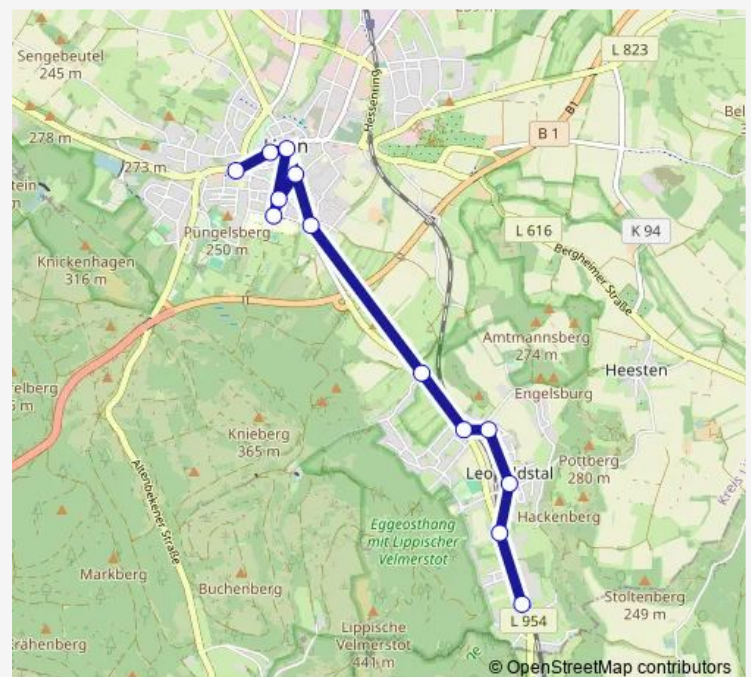 Sengebeutel
245 m
L 823
Hessenring
278 m
B 1
B1
273 m
Püngelsberg
250 m
L 616
K 94
Bergheimer Straße
Knickenhagen
316 m
Amtmannsberg
274 m
Heesten
Engelsburg
Knieberg
365 m
Pottberg
280 m
Hackenberg
Altenbekener Straße
Eggeosthang
mit Lippischer
Velmerstot
Markberg
Buchenberg
Stoltenberg
249 m
L 954
Lippische
Velmerstot
441 m
© OpenStreetMap contributors